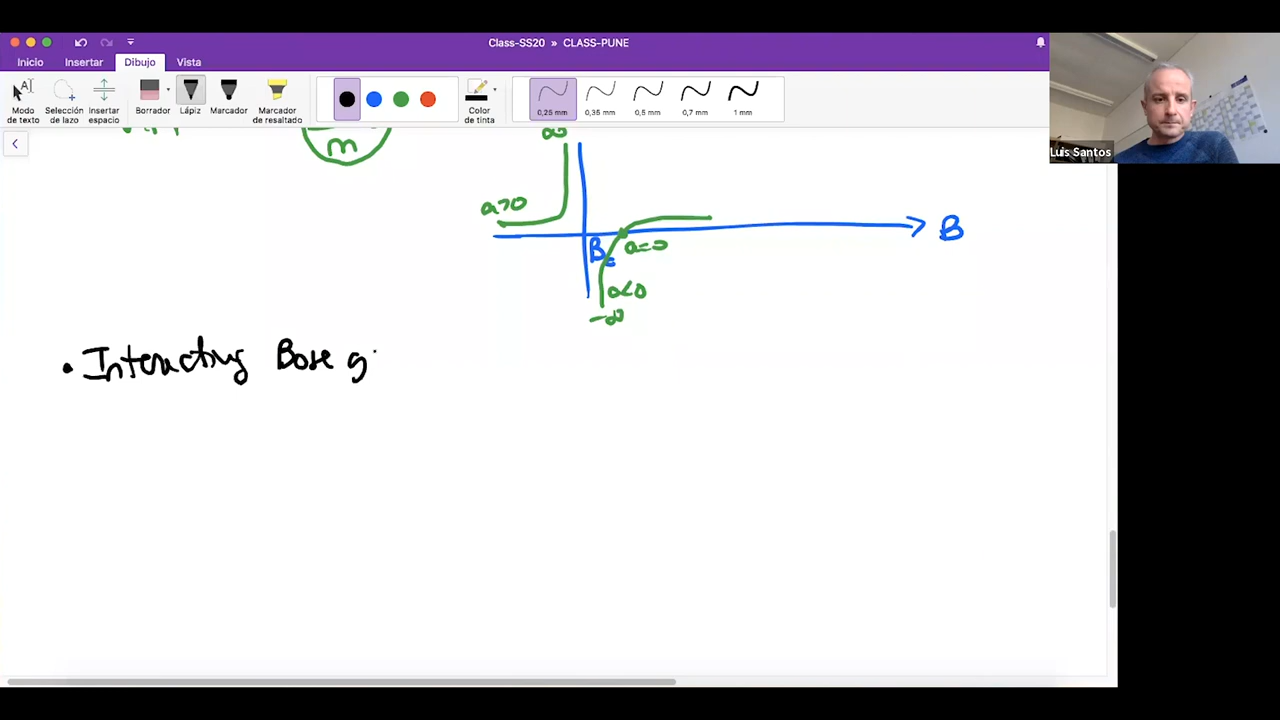 Class-SS20 » CLASS-PUNE
Inicio Insertar Dibujo Vista
Modo de texto
Selección de lazo
Insertar espacio
Borrador
Lápiz
Marcador
Marcador de resaltado
Color de tinta
0,25 mm 0,35 mm 0,5 mm 0,7 mm 1 mm
Luis Santos
m
∞
a>0
B
B₀
a=0
a<0
-∞
• Interacting Bose g